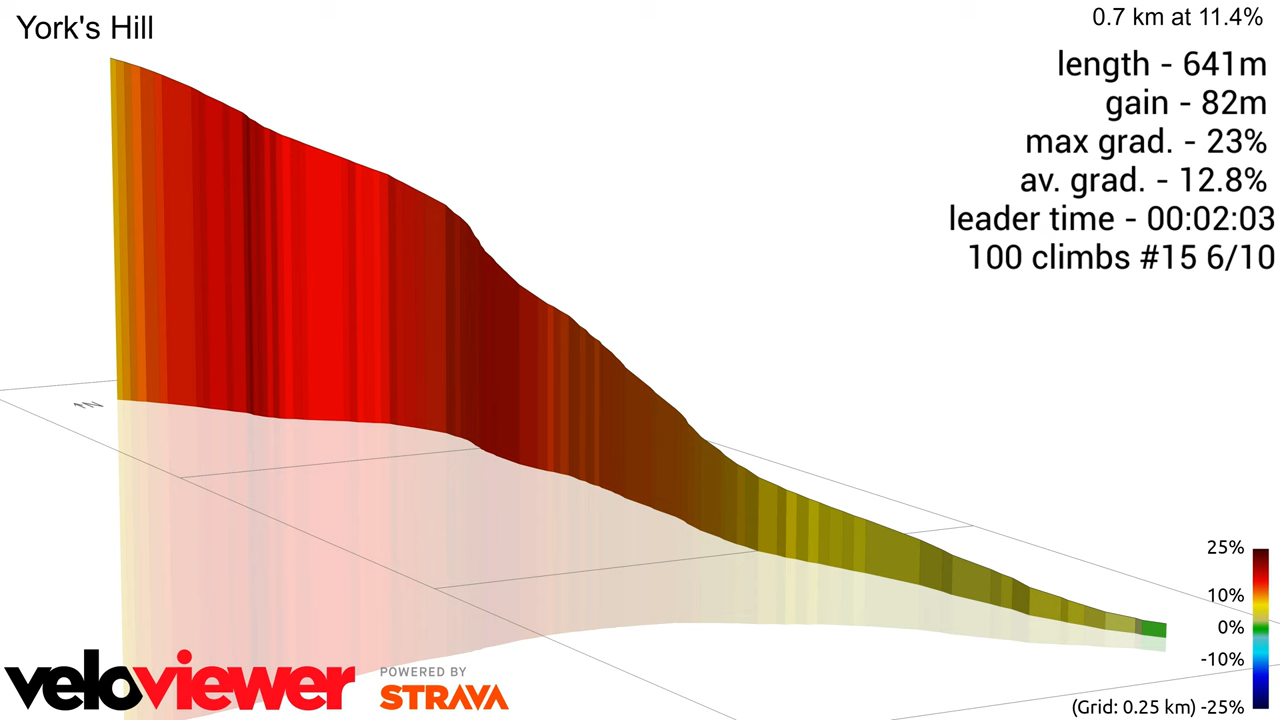 York's Hill
0.7 km at 11.4%
length - 641m
gain - 82m
max grad. - 23%
av. grad. - 12.8%
leader time - 00:02:03
100 climbs #15 6/10
N
25%
10%
0%
-10%
(Grid: 0.25 km) -25%
veloviewer
POWERED BY
STRAVA